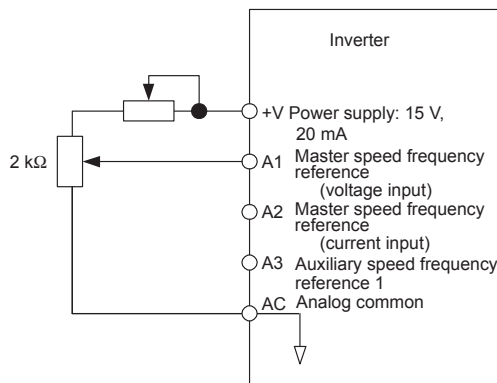 Inverter
+V Power supply: 15 V,
20 mA
2 kΩ
A1 Master speed frequency
reference
(voltage input)
A2 Master speed frequency
reference
(current input)
A3 Auxiliary speed frequency
reference 1
AC Analog common